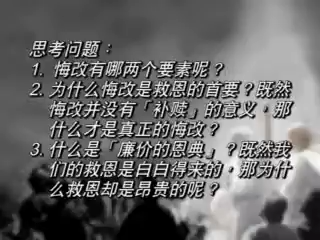 思考问题：
1. 悔改有哪两个要素呢？
2. 为什么悔改是救恩的首要？既然
悔改并没有「补赎」的意义，那
什么才是真正的悔改？
3. 什么是「廉价的恩典」？既然我
们的救恩是白白得来的，那为什
么救恩却是昂贵的呢？